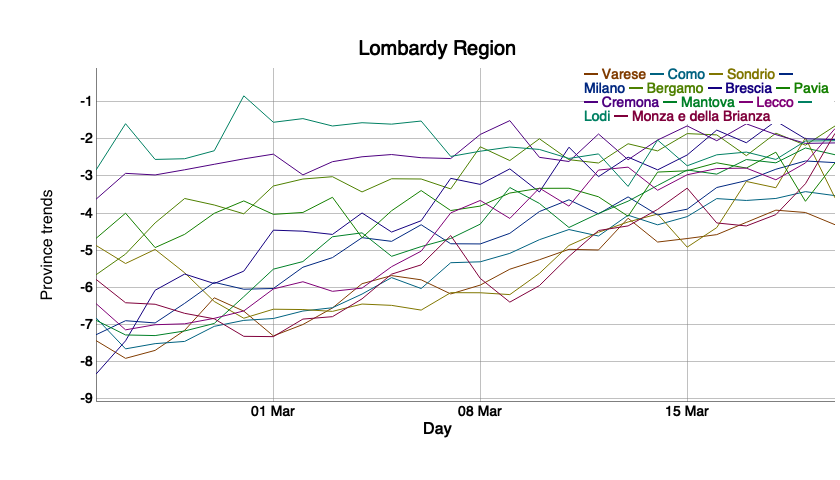 Lombardy Region
Varese Como Sondrio
Milano Bergamo Brescia Pavia
Cremona Mantova Lecco
Lodi Monza e della Brianza
Province trends
-1
-2
-3
-4
-5
-6
-7
-8
-9
01 Mar 08 Mar 15 Mar
Day